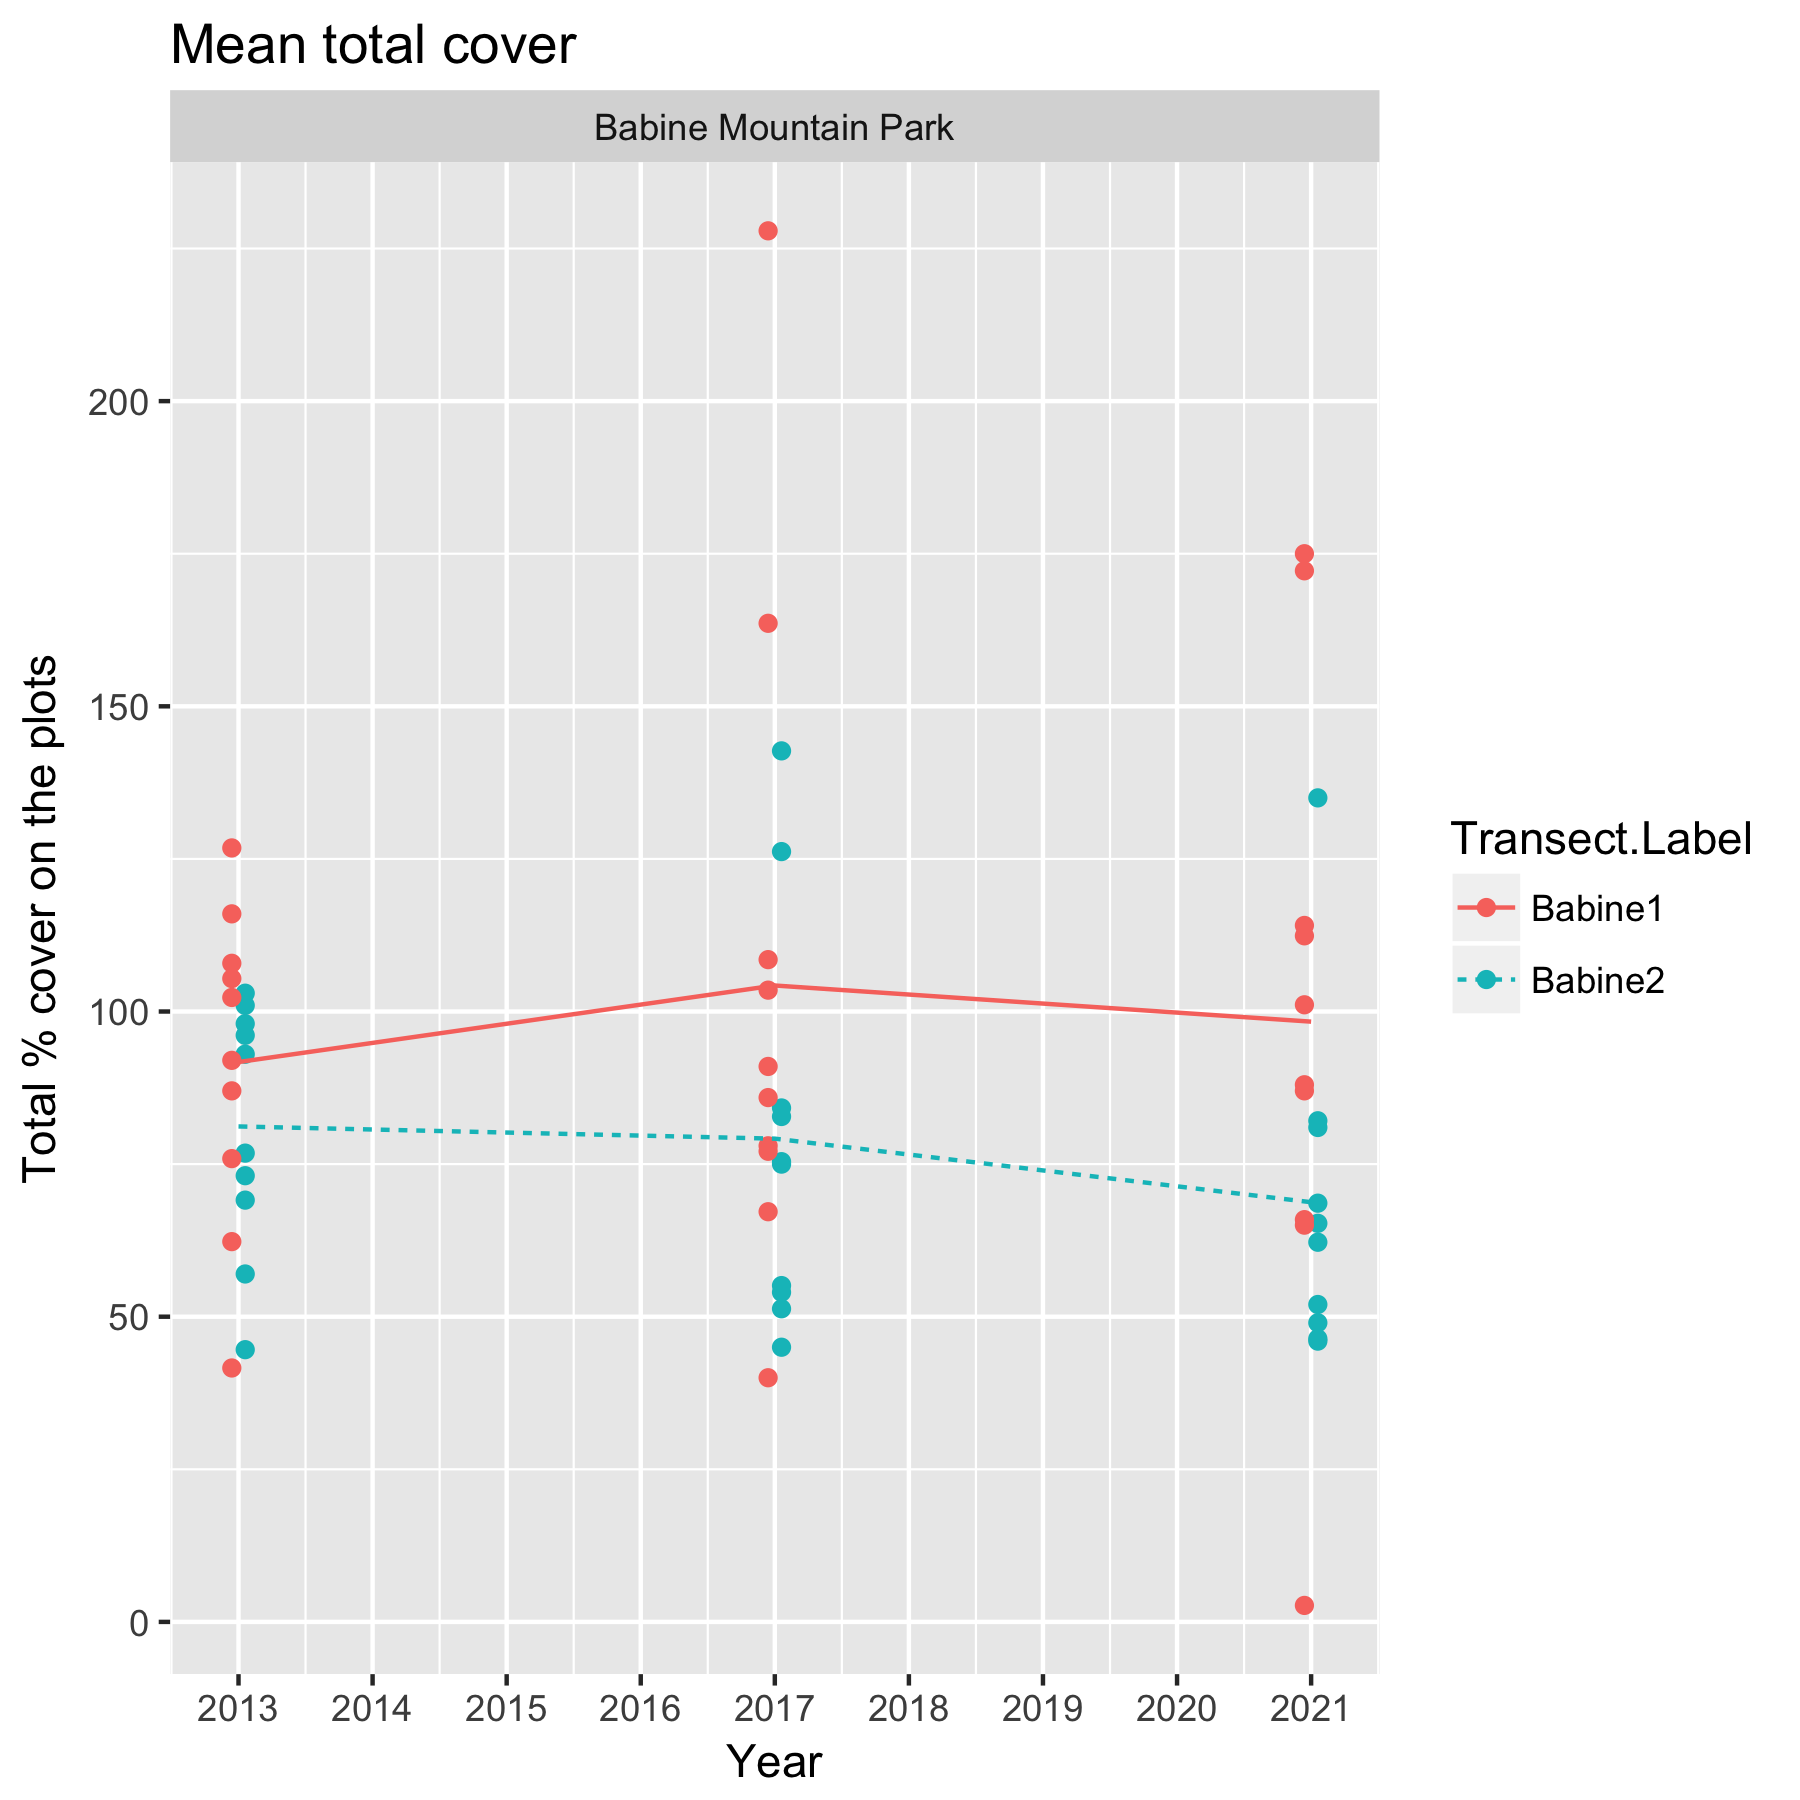 Mean total cover
Babine Mountain Park
Total % cover on the plots
200
150
100
50
0
2013 2014 2015 2016 2017 2018 2019 2020 2021
Year
Transect.Label
Babine1
Babine2